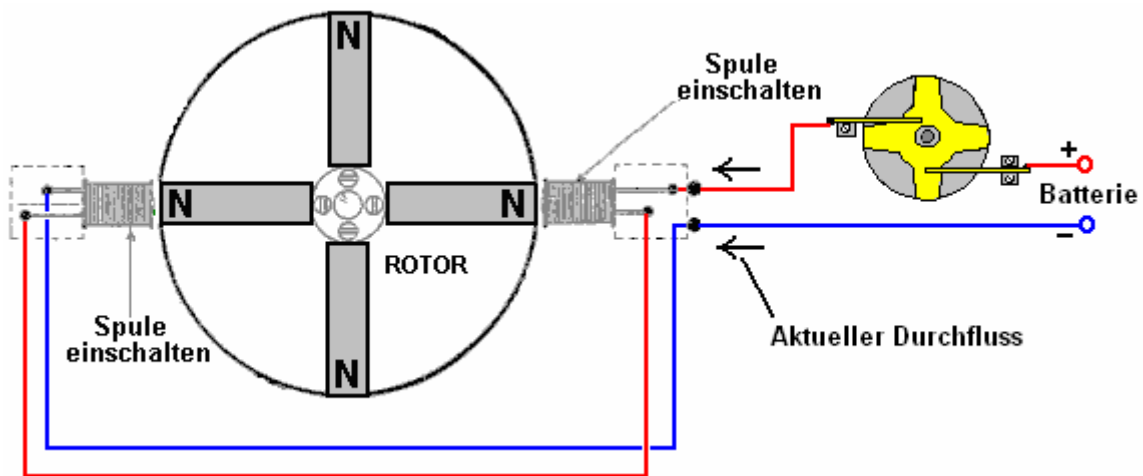 N
Spule
einschalten
+
Batterie
N
N
–
ROTOR
Spule
einschalten
Aktueller Durchfluss
N